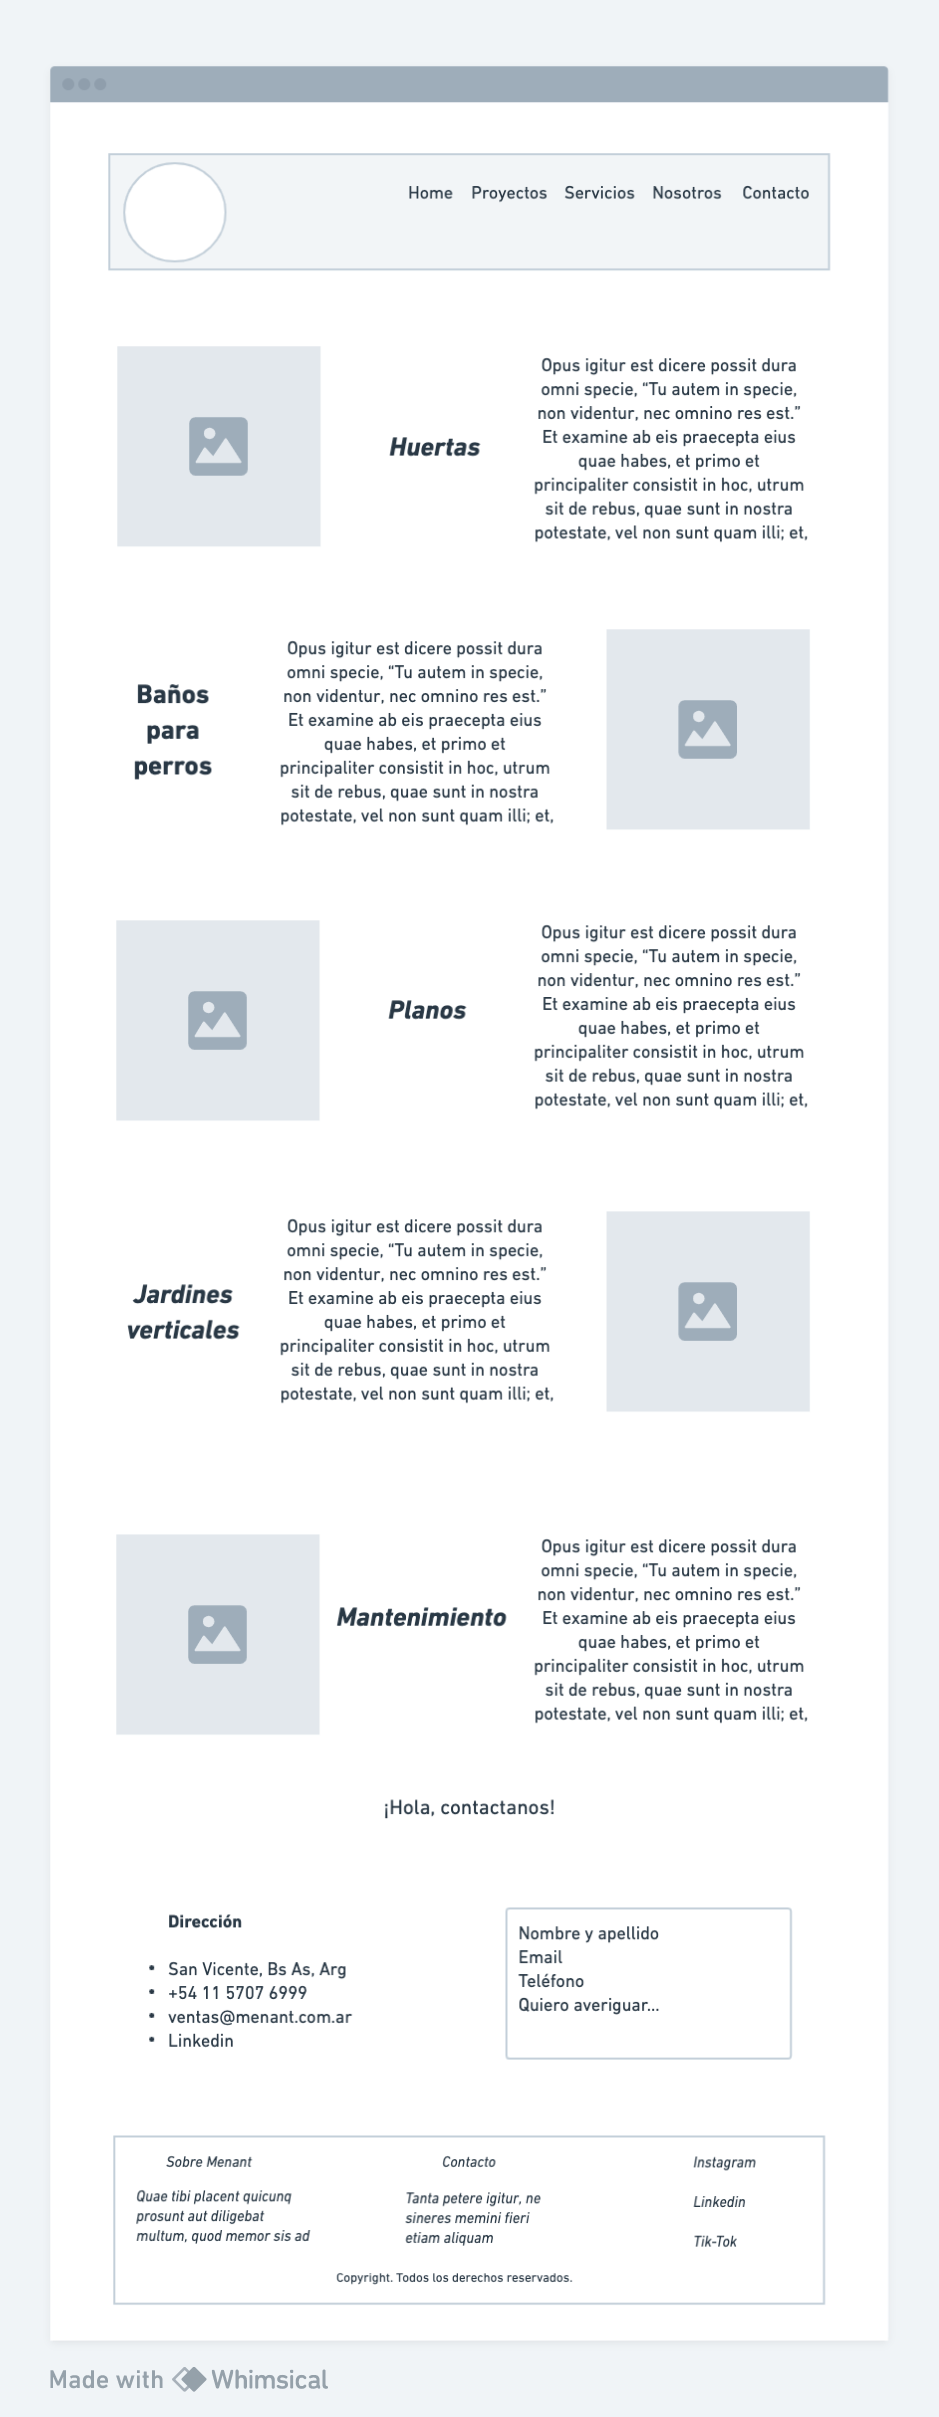 Home Proyectos Servicios Nosotros Contacto
Huertas
Opus igitur est dicere possit dura
omni specie, “Tu autem in specie,
non videntur, nec omnino res est.”
Et examine ab eis praecepta eius
quae habes, et primo et
principaliter consistit in hoc, utrum
sit de rebus, quae sunt in nostra
potestate, vel non sunt quam illi; et,
Baños
para
perros
Opus igitur est dicere possit dura
omni specie, “Tu autem in specie,
non videntur, nec omnino res est.”
Et examine ab eis praecepta eius
quae habes, et primo et
principaliter consistit in hoc, utrum
sit de rebus, quae sunt in nostra
potestate, vel non sunt quam illi; et,
Planos
Opus igitur est dicere possit dura
omni specie, “Tu autem in specie,
non videntur, nec omnino res est.”
Et examine ab eis praecepta eius
quae habes, et primo et
principaliter consistit in hoc, utrum
sit de rebus, quae sunt in nostra
potestate, vel non sunt quam illi; et,
Jardines
verticales
Opus igitur est dicere possit dura
omni specie, “Tu autem in specie,
non videntur, nec omnino res est.”
Et examine ab eis praecepta eius
quae habes, et primo et
principaliter consistit in hoc, utrum
sit de rebus, quae sunt in nostra
potestate, vel non sunt quam illi; et,
Mantenimiento
Opus igitur est dicere possit dura
omni specie, “Tu autem in specie,
non videntur, nec omnino res est.”
Et examine ab eis praecepta eius
quae habes, et primo et
principaliter consistit in hoc, utrum
sit de rebus, quae sunt in nostra
potestate, vel non sunt quam illi; et,
¡Hola, contactanos!
Dirección
• San Vicente, Bs As, Arg
• +54 11 5707 6999
• ventas@menant.com.ar
• Linkedin
Nombre y apellido
Email
Teléfono
Quiero averiguar...
Sobre Menant
Quae tibi placent quicunq
prosunt aut diligebat
multum, quod memor sis ad
Contacto
Tanta petere igitur, ne
sineres memini fieri
etiam aliquam
Instagram
Linkedin
Tik-Tok
Copyright. Todos los derechos reservados.
Made with Whimsical